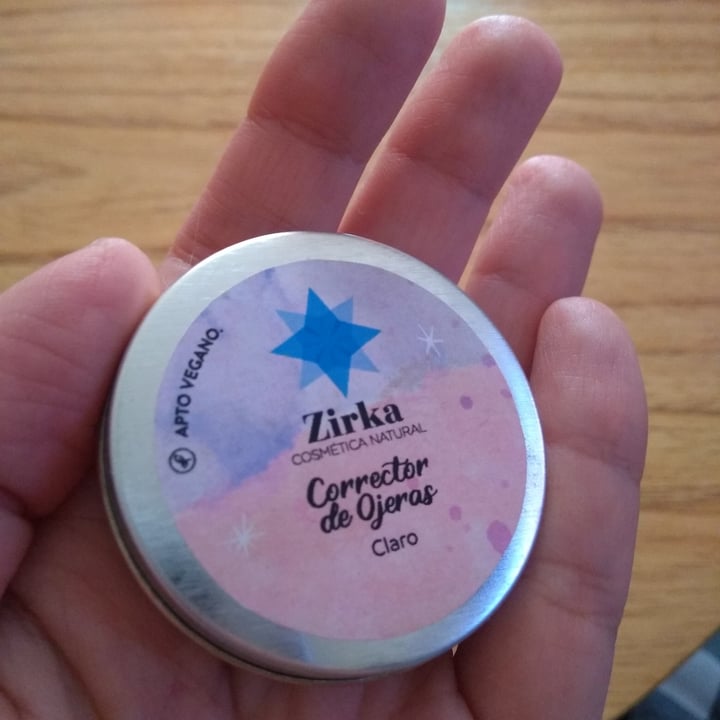 APTO VEGANO.
Zirka
COSMÉTICA NATURAL
Corrector
de Ojeras
Claro